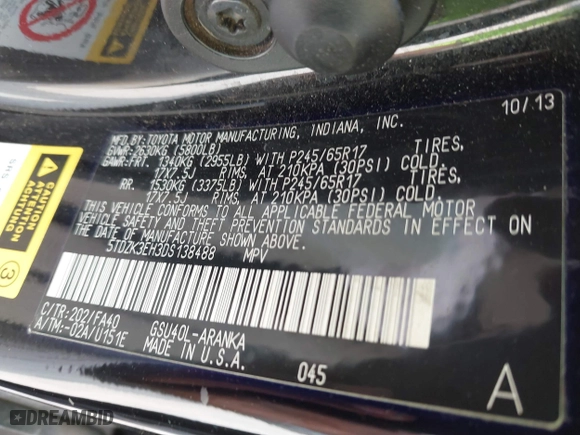 10/13
MFD.BY:TOYOTA MOTOR MANUFACTURING, INDIANA, INC.
GVWR 2630KG (5800LB)
GAWR:FRT. 1340KG (2955LB) WITH P245/65R17 TIRES,
17X7.5J RIMS, AT 210KPA (30PSI) COLD.
RR. 1530KG (3375LB) WITH P245/65R17 TIRES,
17X7.5J RIMS, AT 210KPA (30PSI) COLD.
THIS VEHICLE CONFORMS TO ALL APPLICABLE FEDERAL MOTOR
VEHICLE SAFETY AND THEFT PREVENTION STANDARDS IN EFFECT ON
THE DATE OF MANUFACTURE SHOWN ABOVE.
5TDZK3EH3DS138488 MPV
C/TR:202/FA40 GSU40L-ARANKA
A/TM:-02A/U151E MADE IN U.S.A.
045
A
CAUTION
ATTENTION
ACHTUNG
3
DREAMBID